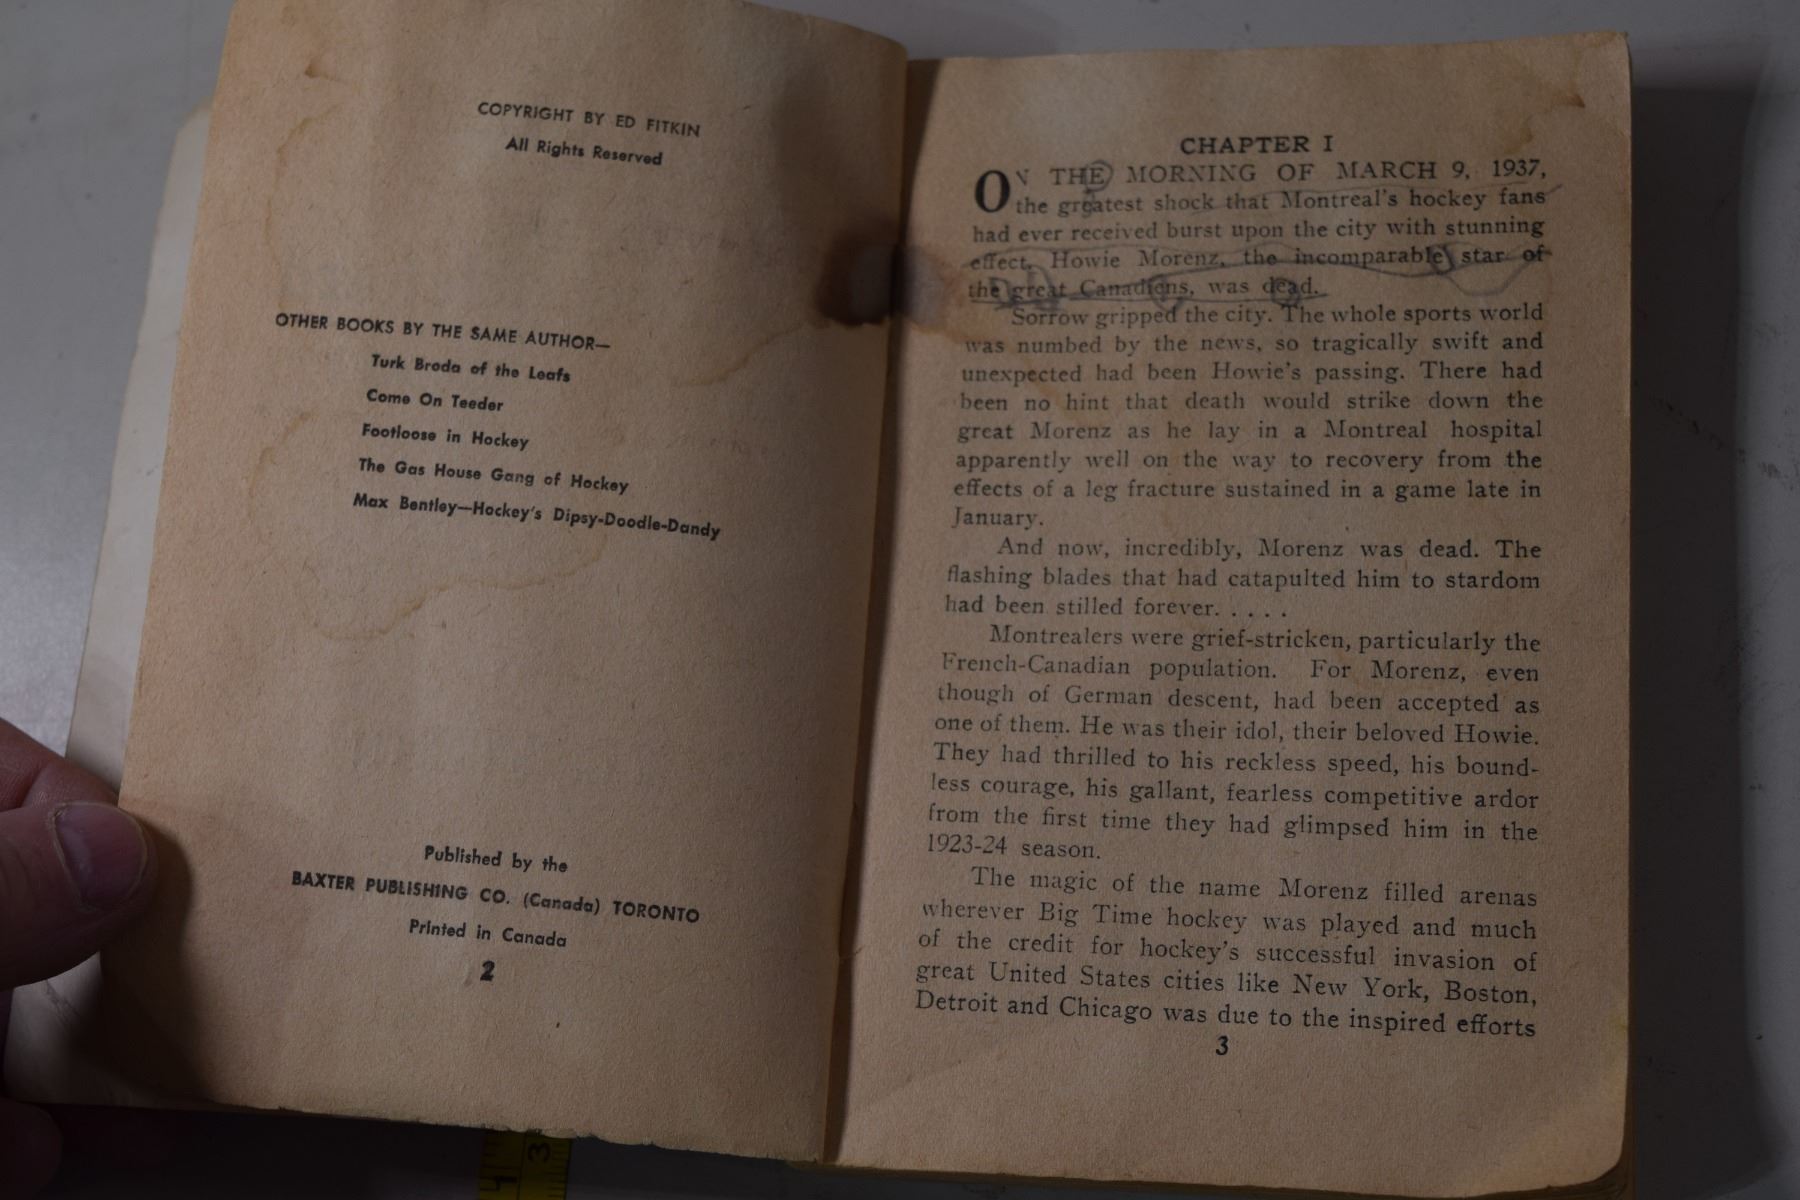 COPYRIGHT BY ED FITKIN
All Rights Reserved
OTHER BOOKS BY THE SAME AUTHOR—
Turk Broda of the Leafs
Come On Teeder
Footloose in Hockey
The Gas House Gang of Hockey
Max Bentley—Hockey's Dipsy-Doodle-Dandy
Published by the
BAXTER PUBLISHING CO. (Canada) TORONTO
Printed in Canada
2
CHAPTER I
ON THE MORNING OF MARCH 9, 1937,
the greatest shock that Montreal's hockey fans
had ever received burst upon the city with stunning
effect. Howie Morenz, the incomparable star of
the great Canadiens, was dead.
Sorrow gripped the city. The whole sports world
was numbed by the news, so tragically swift and
unexpected had been Howie's passing. There had
been no hint that death would strike down the
great Morenz as he lay in a Montreal hospital
apparently well on the way to recovery from the
effects of a leg fracture sustained in a game late in
January.
And now, incredibly, Morenz was dead. The
flashing blades that had catapulted him to stardom
had been stilled forever. . . . .
Montrealers were grief-stricken, particularly the
French-Canadian population. For Morenz, even
though of German descent, had been accepted as
one of them. He was their idol, their beloved Howie.
They had thrilled to his reckless speed, his bound-
less courage, his gallant, fearless competitive ardor
from the first time they had glimpsed him in the
1923-24 season.
The magic of the name Morenz filled arenas
wherever Big Time hockey was played and much
of the credit for hockey's successful invasion of
great United States cities like New York, Boston,
Detroit and Chicago was due to the inspired efforts
3
4 3